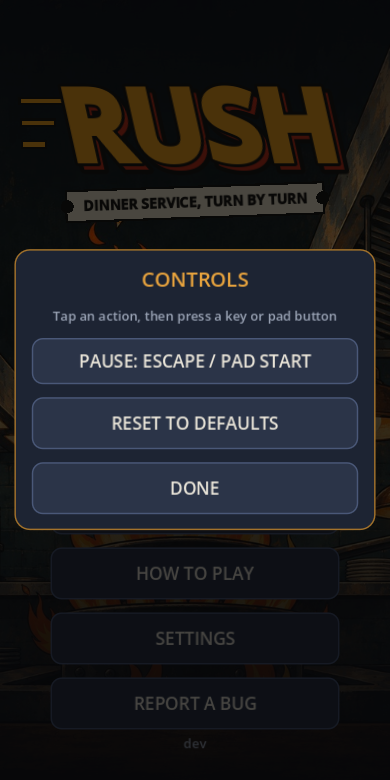 RUSH
DINNER SERVICE, TURN BY TURN
CONTROLS
Tap an action, then press a key or pad button
PAUSE: ESCAPE / PAD START
RESET TO DEFAULTS
DONE
HOW TO PLAY
SETTINGS
REPORT A BUG
dev